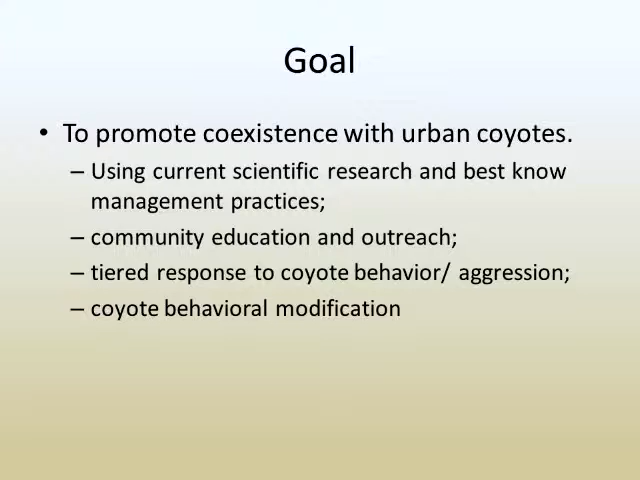 Goal
• To promote coexistence with urban coyotes.
– Using current scientific research and best know
management practices;
– community education and outreach;
– tiered response to coyote behavior/ aggression;
– coyote behavioral modification